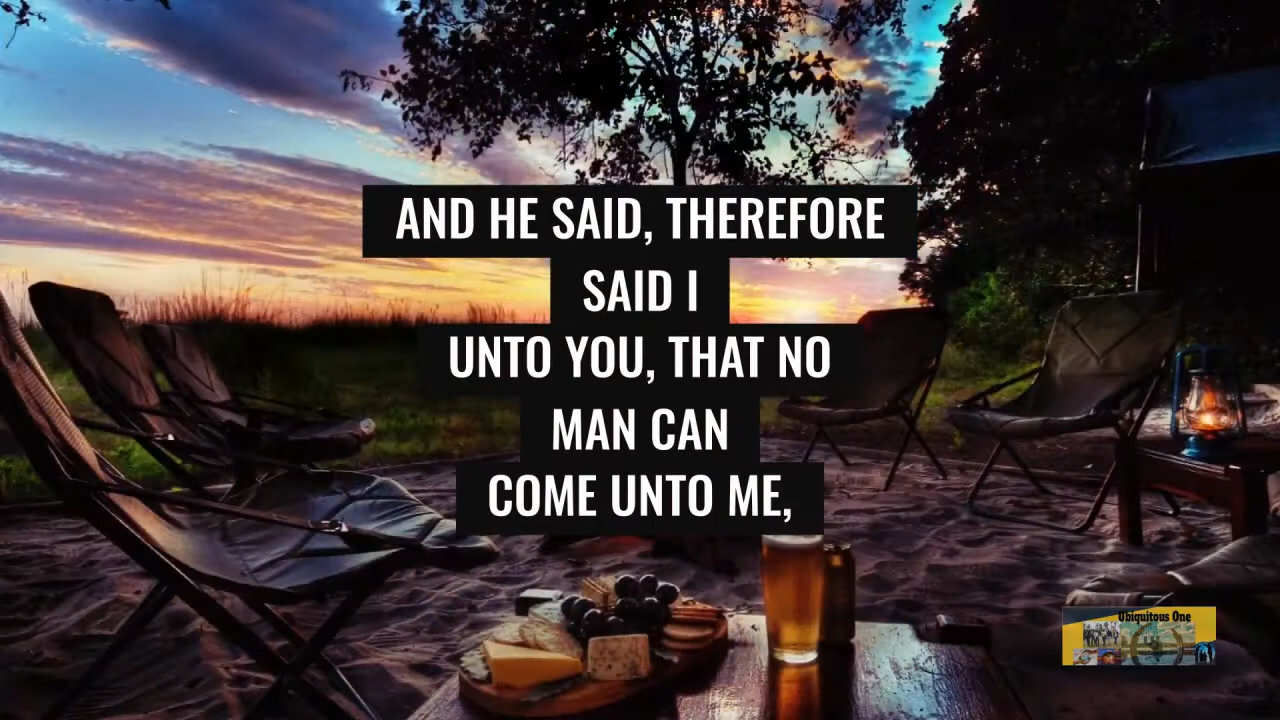 AND HE SAID, THEREFORE
SAID I
UNTO YOU, THAT NO
MAN CAN
COME UNTO ME,
Ubiquitous One